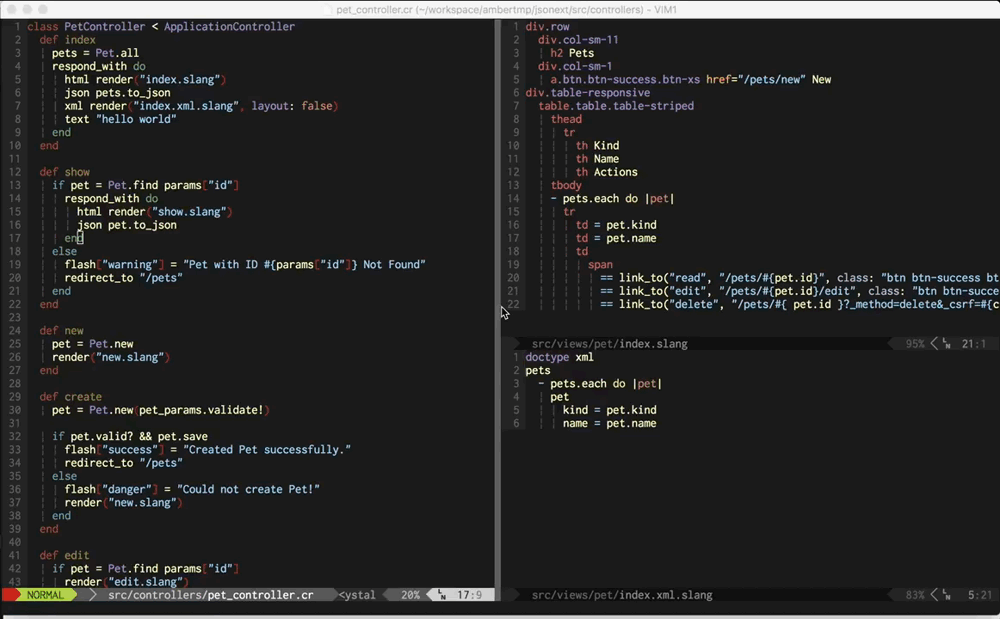 pet_controller.cr (~/workspace/ambertmp/jsonext/src/controllers) - VIM1
1 class PetController < ApplicationController
2 def index
3 pets = Pet.all
4 respond_with do
5 html render("index.slang")
6 json pets.to_json
7 xml render("index.xml.slang", layout: false)
8 text "hello world"
9 end
10 end
11
12 def show
13 if pet = Pet.find params["id"]
14 respond_with do
15 html render("show.slang")
16 json pet.to_json
17 end
18 else
19 flash["warning"] = "Pet with ID #{params["id"]} Not Found"
20 redirect_to "/pets"
21 end
22 end
23
24 def new
25 pet = Pet.new
26 render("new.slang")
27 end
28
29 def create
30 pet = Pet.new(pet_params.validate!)
31
32 if pet.valid? && pet.save
33 flash["success"] = "Created Pet successfully."
34 redirect_to "/pets"
35 else
36 flash["danger"] = "Could not create Pet!"
37 render("new.slang")
38 end
39 end
40
41 def edit
42 if pet = Pet.find params["id"]
43 render("edit.slang")
NORMAL src/controllers/pet_controller.cr <ystal 20% LN 17:9
1 div.row
2 div.col-sm-11
3 h2 Pets
4 div.col-sm-1
5 a.btn.btn-success.btn-xs href="/pets/new" New
6 div.table-responsive
7 table.table.table-striped
8 thead
9 tr
10 th Kind
11 th Name
12 th Actions
13 tbody
14 - pets.each do |pet|
15 tr
16 td = pet.kind
17 td = pet.name
18 td
19 span
20 == link_to("read", "/pets/#{pet.id}", class: "btn btn-success bt
21 == link_to("edit", "/pets/#{pet.id}/edit", class: "btn btn-succe
22 == link_to("delete", "/pets/#{ pet.id }?_method=delete&_csrf=#{c
src/views/pet/index.slang 95% LN 21:1
1 doctype xml
2 pets
3 - pets.each do |pet|
4 pet
5 kind = pet.kind
6 name = pet.name
src/views/pet/index.xml.slang 83% LN 5:21